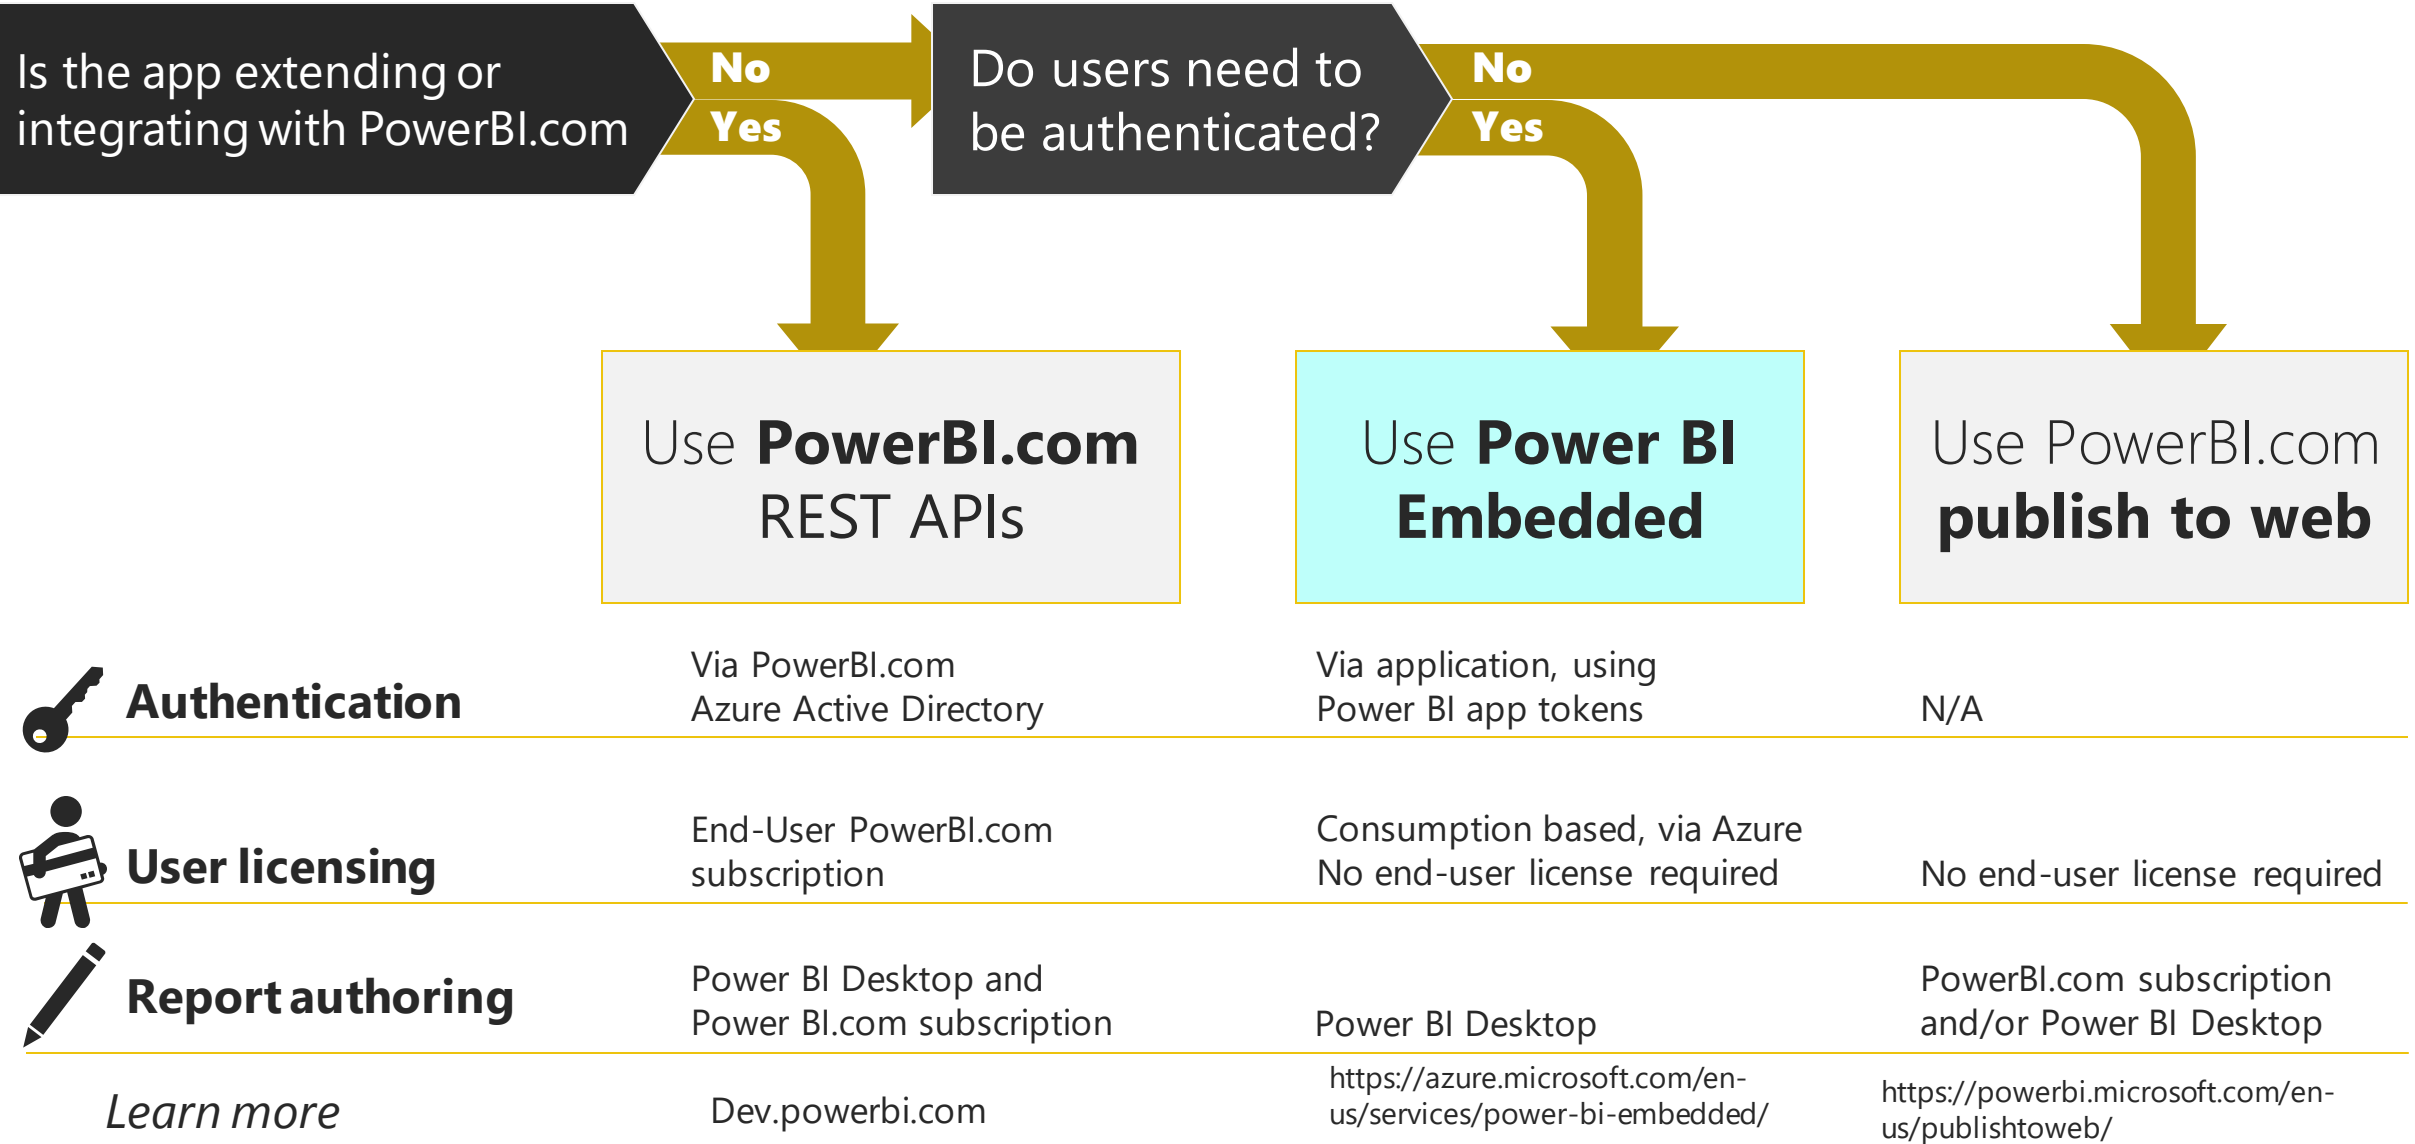 Is the app extending or
integrating with PowerBI.com
No
Yes
Do users need to
be authenticated?
No
Yes
Use PowerBI.com
REST APIs
Use Power BI
Embedded
Use PowerBI.com
publish to web
Authentication
Via PowerBI.com
Azure Active Directory
Via application, using
Power BI app tokens
N/A
User licensing
End-User PowerBI.com
subscription
Consumption based, via Azure
No end-user license required
No end-user license required
Report authoring
Power BI Desktop and
Power BI.com subscription
Power BI Desktop
PowerBI.com subscription
and/or Power BI Desktop
Learn more
Dev.powerbi.com
https://azure.microsoft.com/en-
us/services/power-bi-embedded/
https://powerbi.microsoft.com/en-
us/publishtoweb/